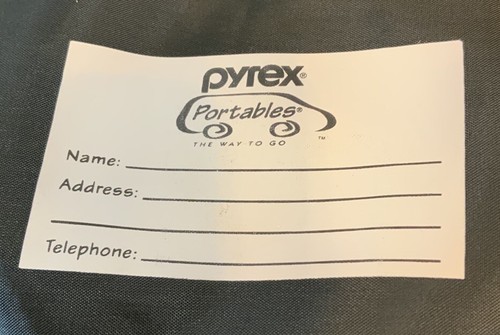 pyrex®
Portables®
THE WAY TO GO ™
Name:
Address:
Telephone: